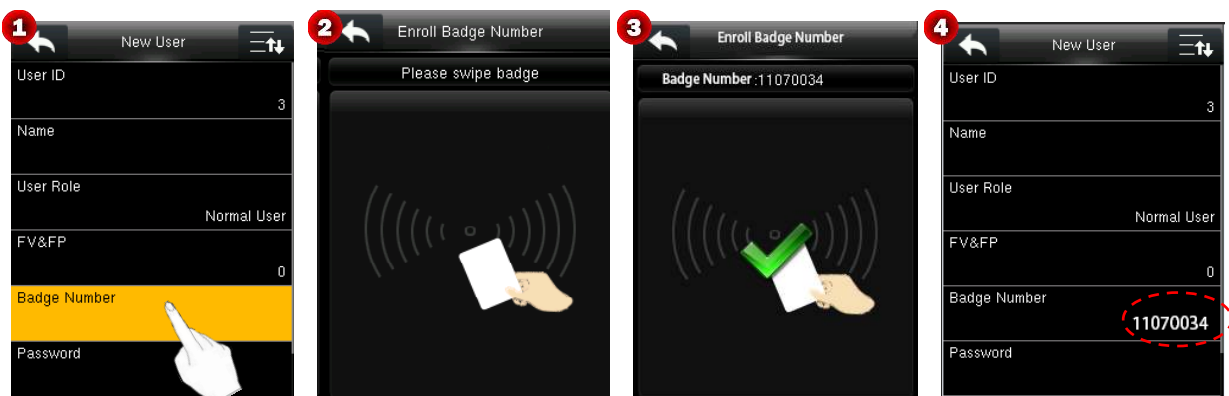 1
New User
User ID
3
Name
User Role
Normal User
FV&FP
0
Badge Number
Password
2
Enroll Badge Number
Please swipe badge
3
Enroll Badge Number
Badge Number :11070034
4
New User
User ID
3
Name
User Role
Normal User
FV&FP
0
Badge Number
11070034
Password